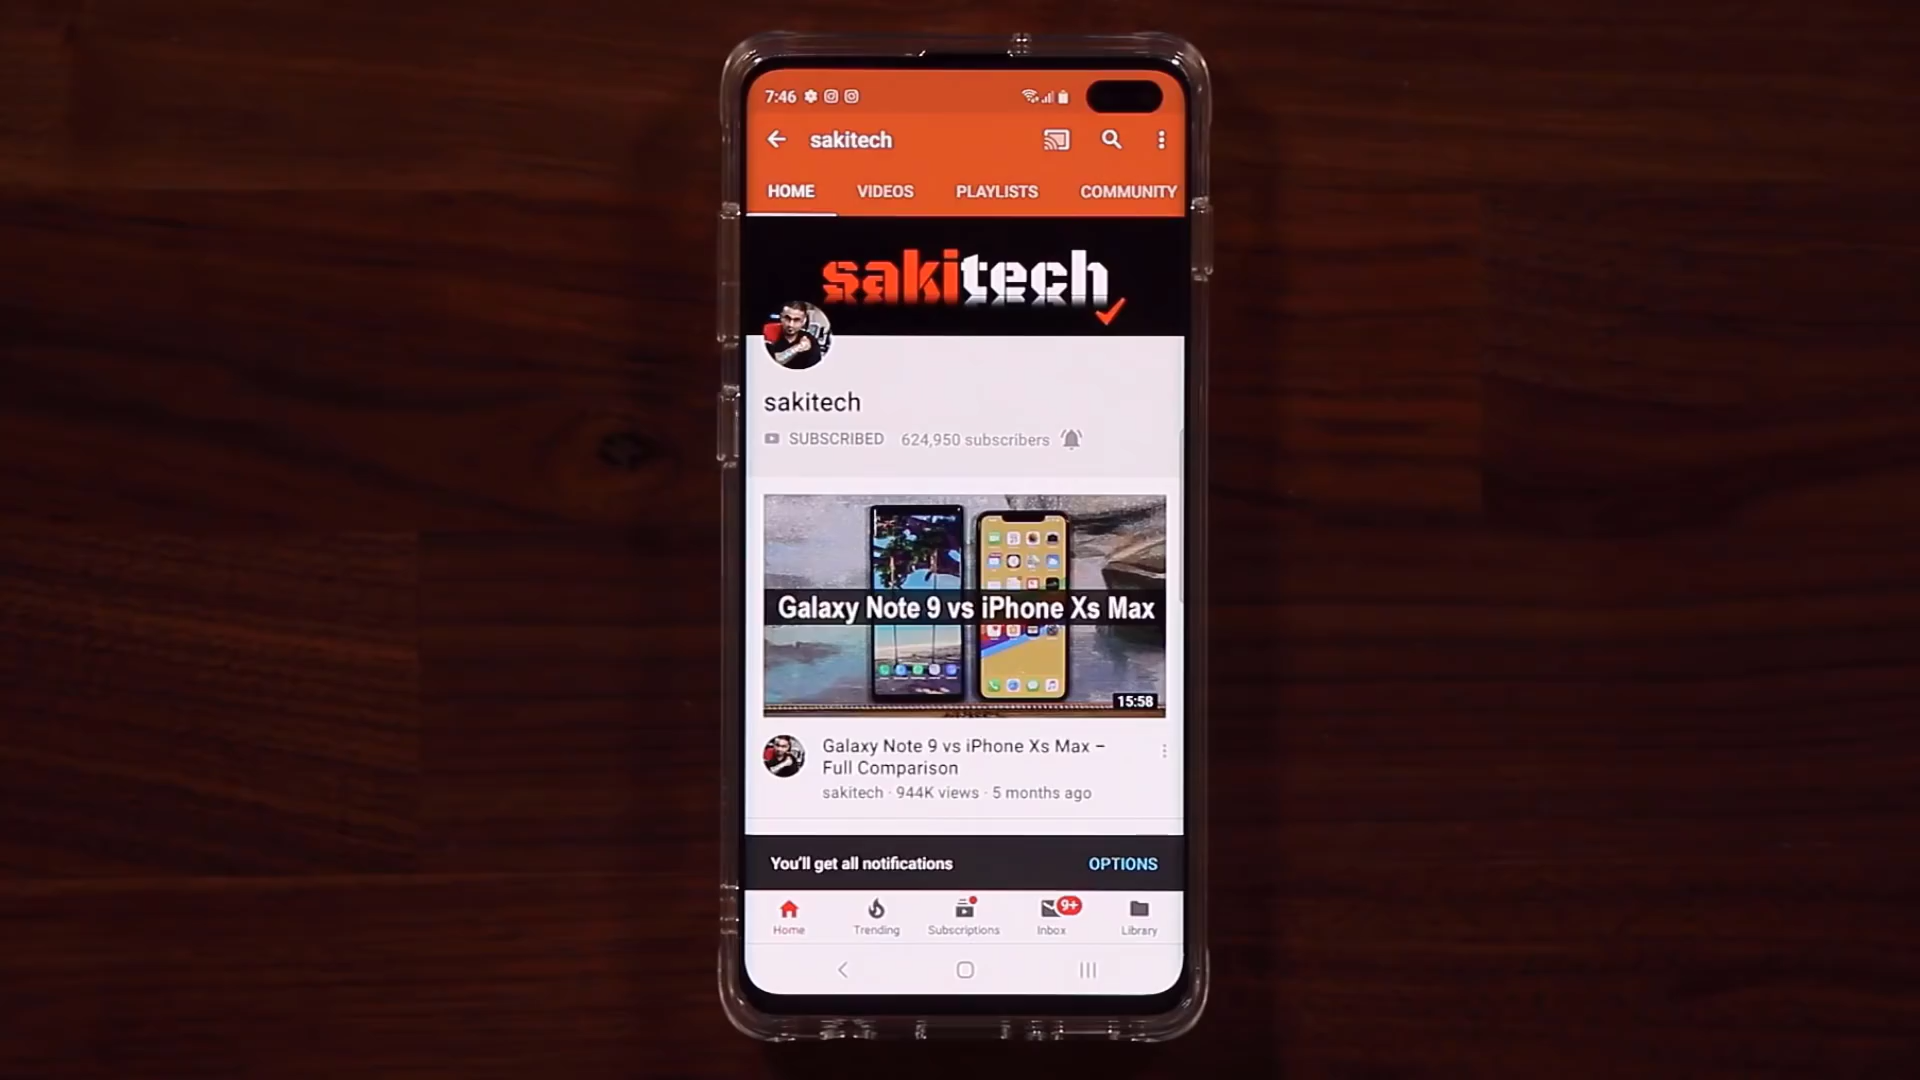 7:46
sakitech
HOME VIDEOS PLAYLISTS COMMUNITY
sakitech
sakitech
SUBSCRIBED 624,950 subscribers
Galaxy Note 9 vs iPhone Xs Max
15:58
Galaxy Note 9 vs iPhone Xs Max –
Full Comparison
sakitech · 944K views · 5 months ago
You'll get all notifications OPTIONS
9+
Home Trending Subscriptions Inbox Library